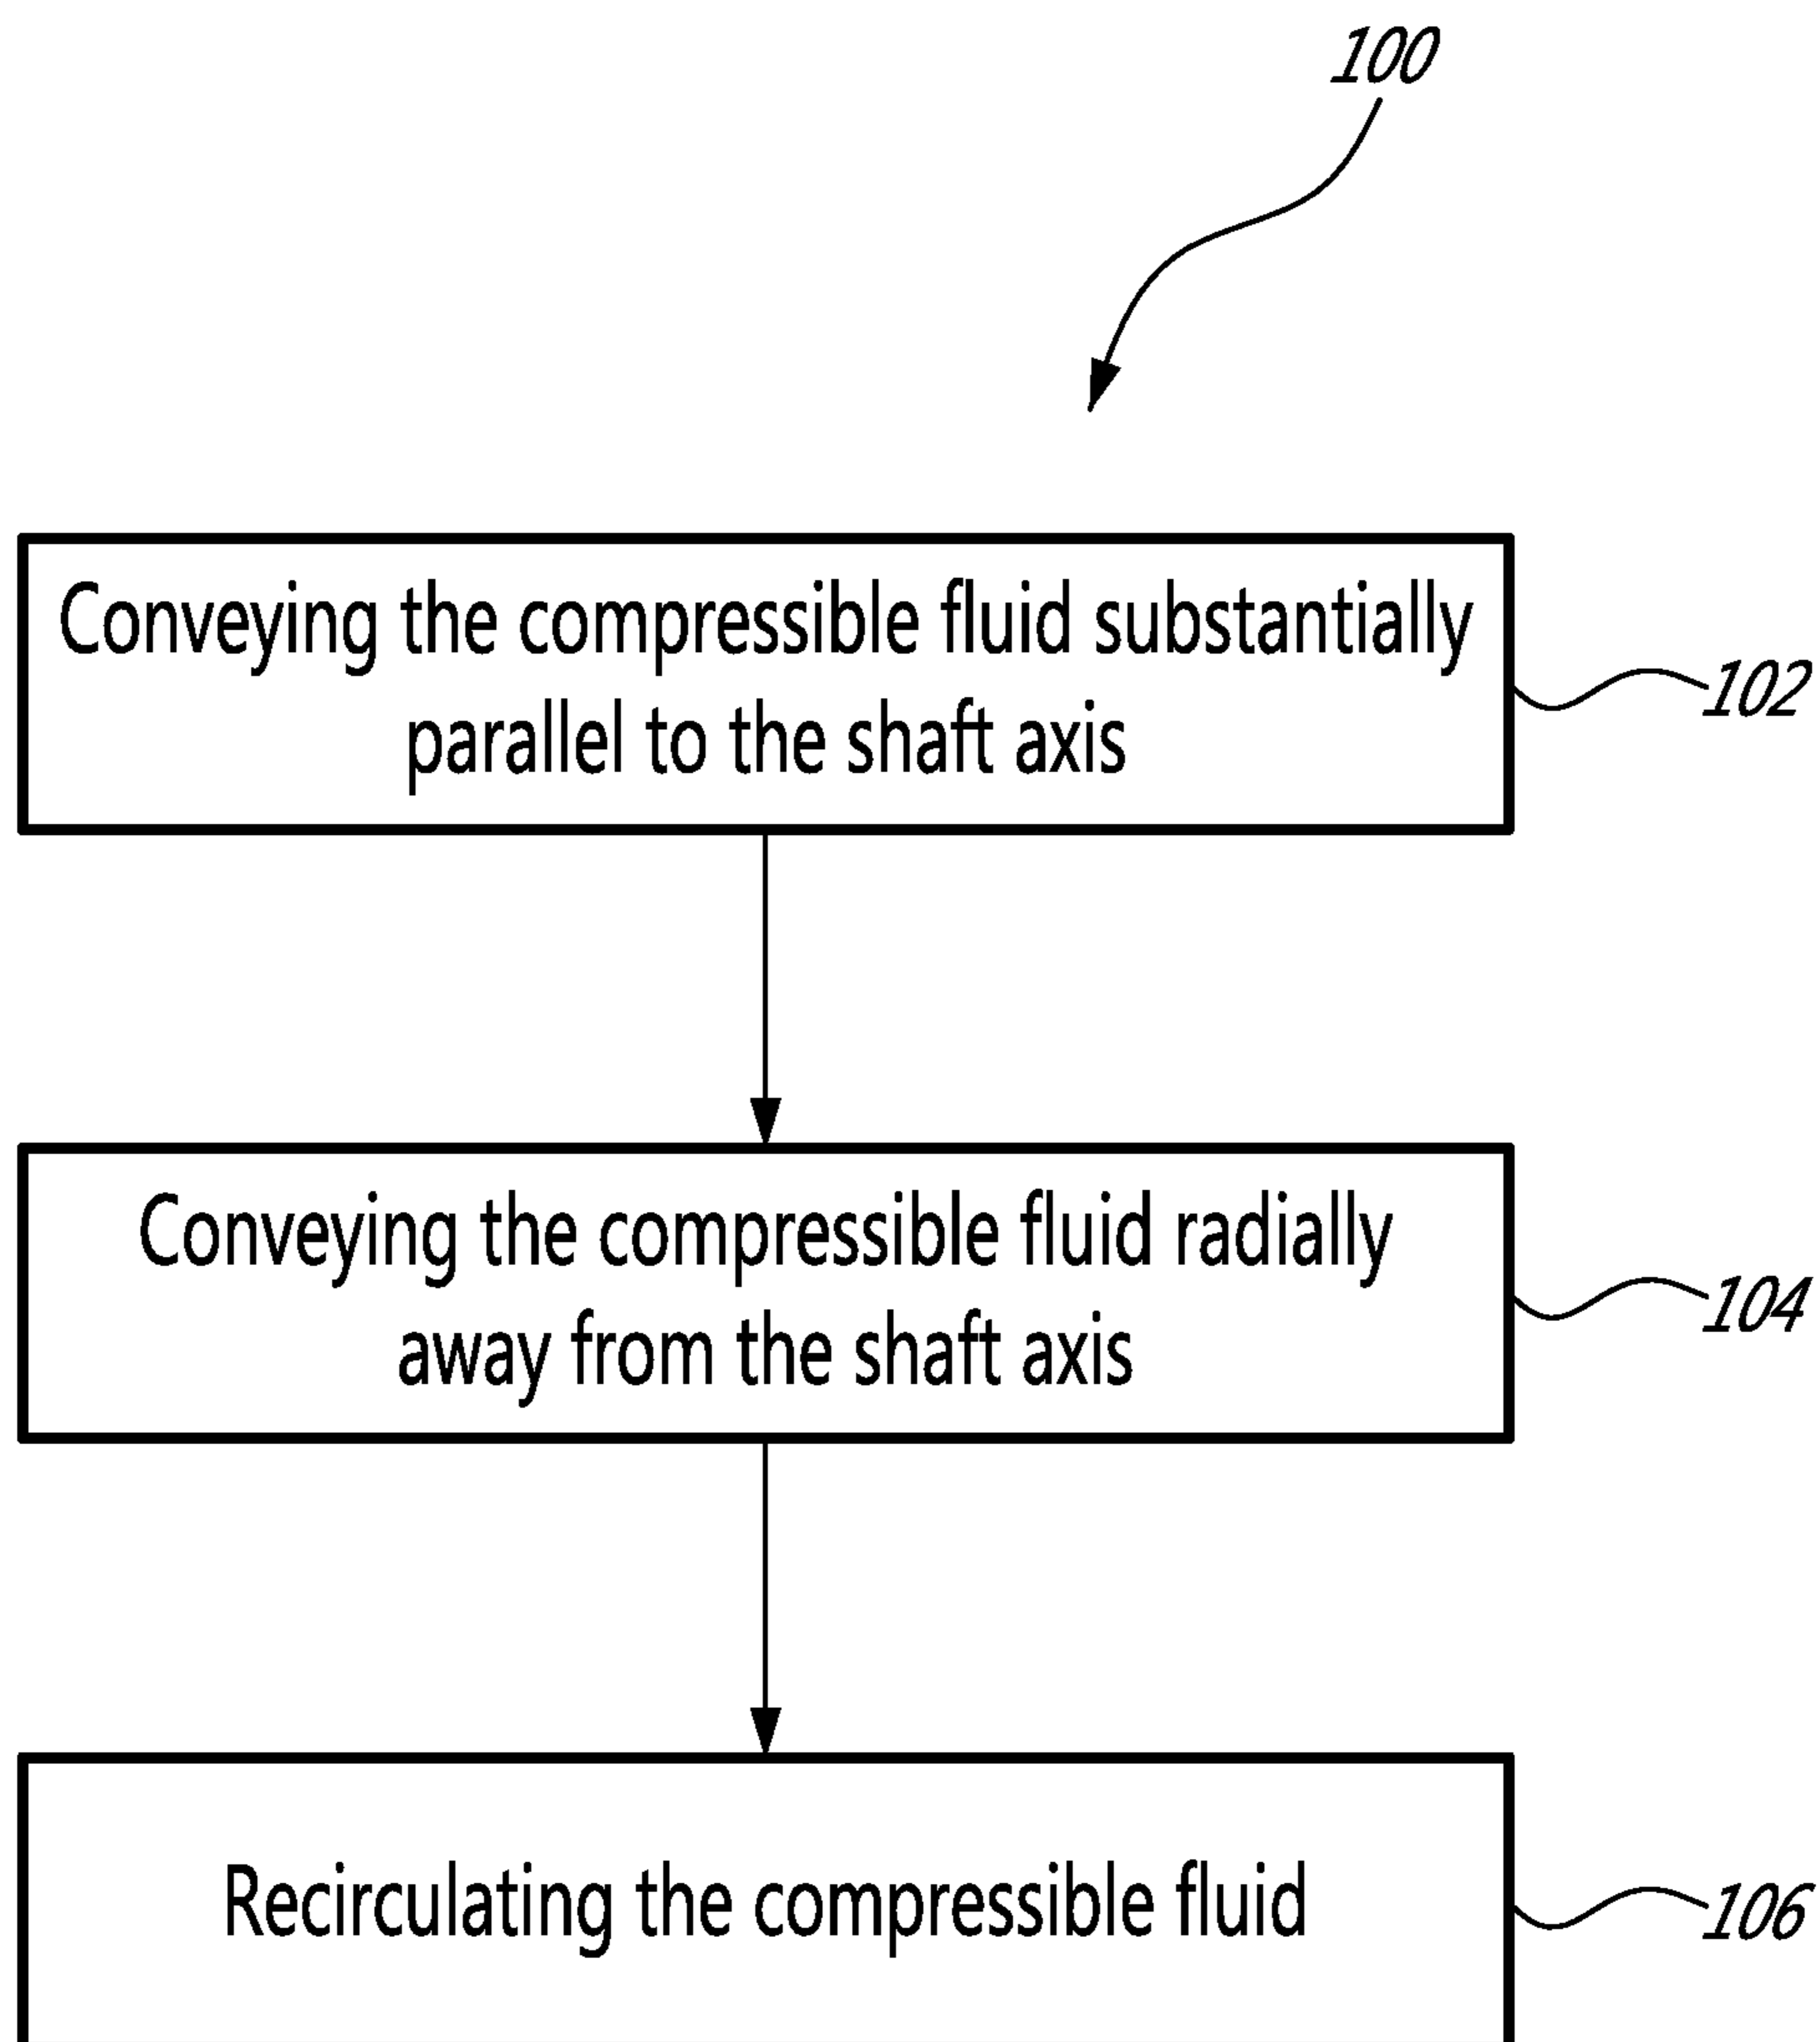 100
Conveying the compressible fluid substantially
parallel to the shaft axis
102
Conveying the compressible fluid radially
away from the shaft axis
104
Recirculating the compressible fluid
106